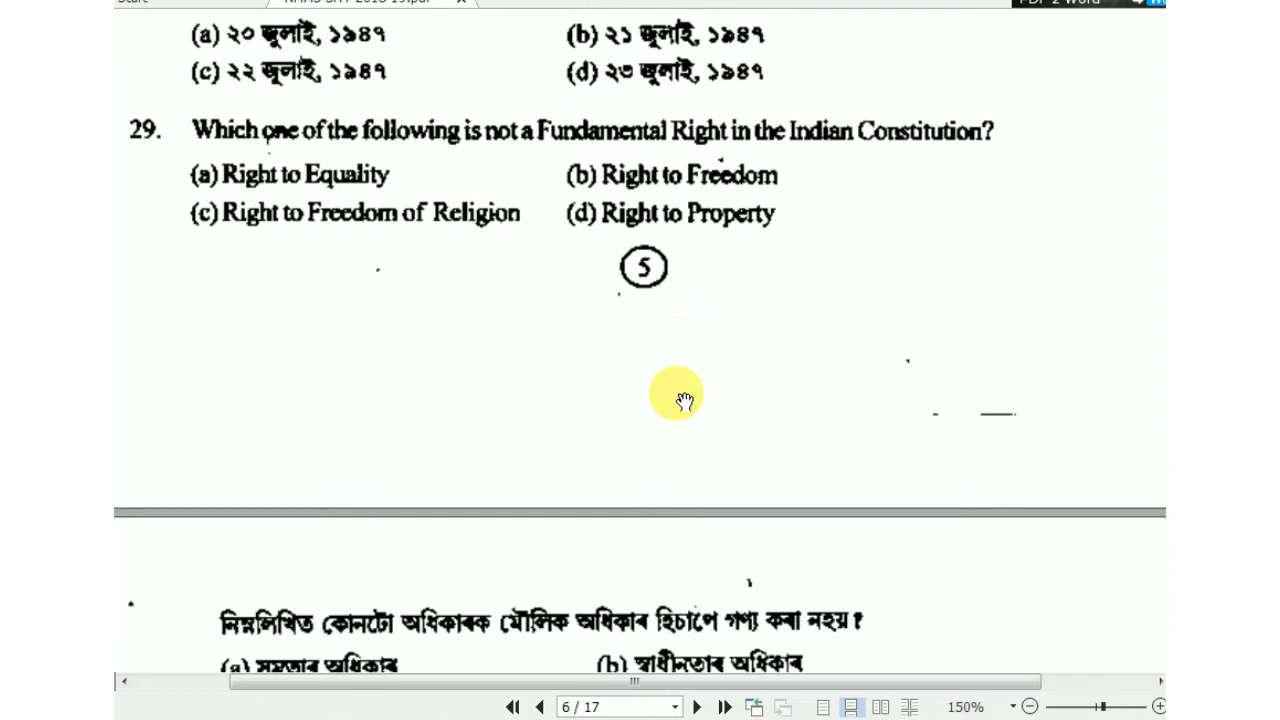 (a) ২০ জুলাই, ১৯৪৭ (b) ২১ জুলাই, ১৯৪৭
(c) ২২ জুলাই, ১৯৪৭ (d) ২৩ জুলাই, ১৯৪৭
29. Which one of the following is not a Fundamental Right in the Indian Constitution?
(a) Right to Equality (b) Right to Freedom
(c) Right to Freedom of Religion (d) Right to Property
5
নিম্নলিখিত কোনটো অধিকাৰক মৌলিক অধিকাৰ হিচাপে গণ্য কৰা নহয়?
(a) সমতাৰ অধিকাৰ (b) স্বাধীনতাৰ অধিকাৰ
6 / 17 150%